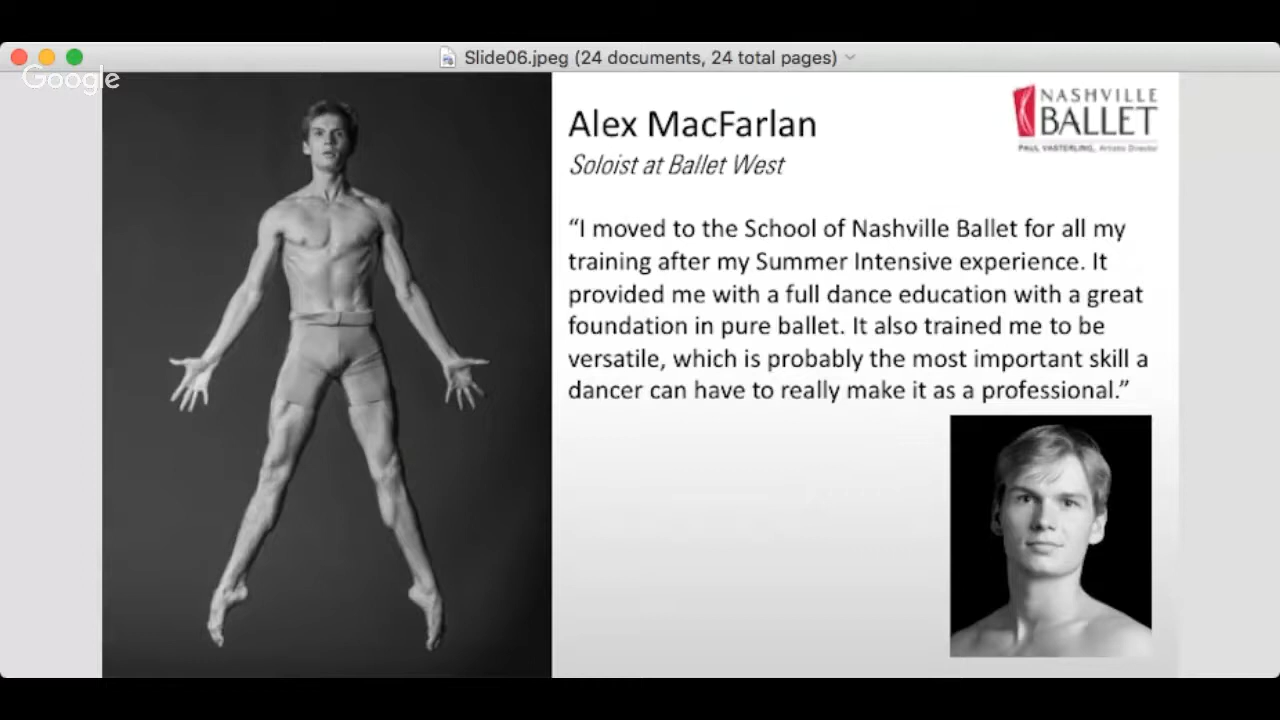 Slide06.jpeg (24 documents, 24 total pages)
Google
Alex MacFarlan
Soloist at Ballet West
NASHVILLE
BALLET
PAUL VASTERLING, Artistic Director
“I moved to the School of Nashville Ballet for all my
training after my Summer Intensive experience. It
provided me with a full dance education with a great
foundation in pure ballet. It also trained me to be
versatile, which is probably the most important skill a
dancer can have to really make it as a professional.”